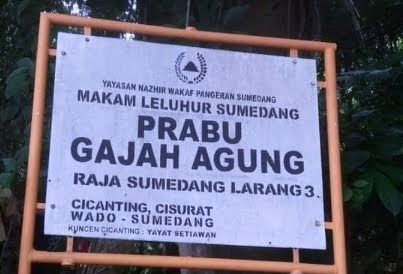 YAYASAN NAZHIR WAKAF PANGERAN SUMEDANG
MAKAM LELUHUR SUMEDANG
PRABU
GAJAH AGUNG
RAJA SUMEDANG LARANG 3.
CICANTING, CISURAT
WADO - SUMEDANG
KUNCEN CICANTING : YAYAT SETIAWAN